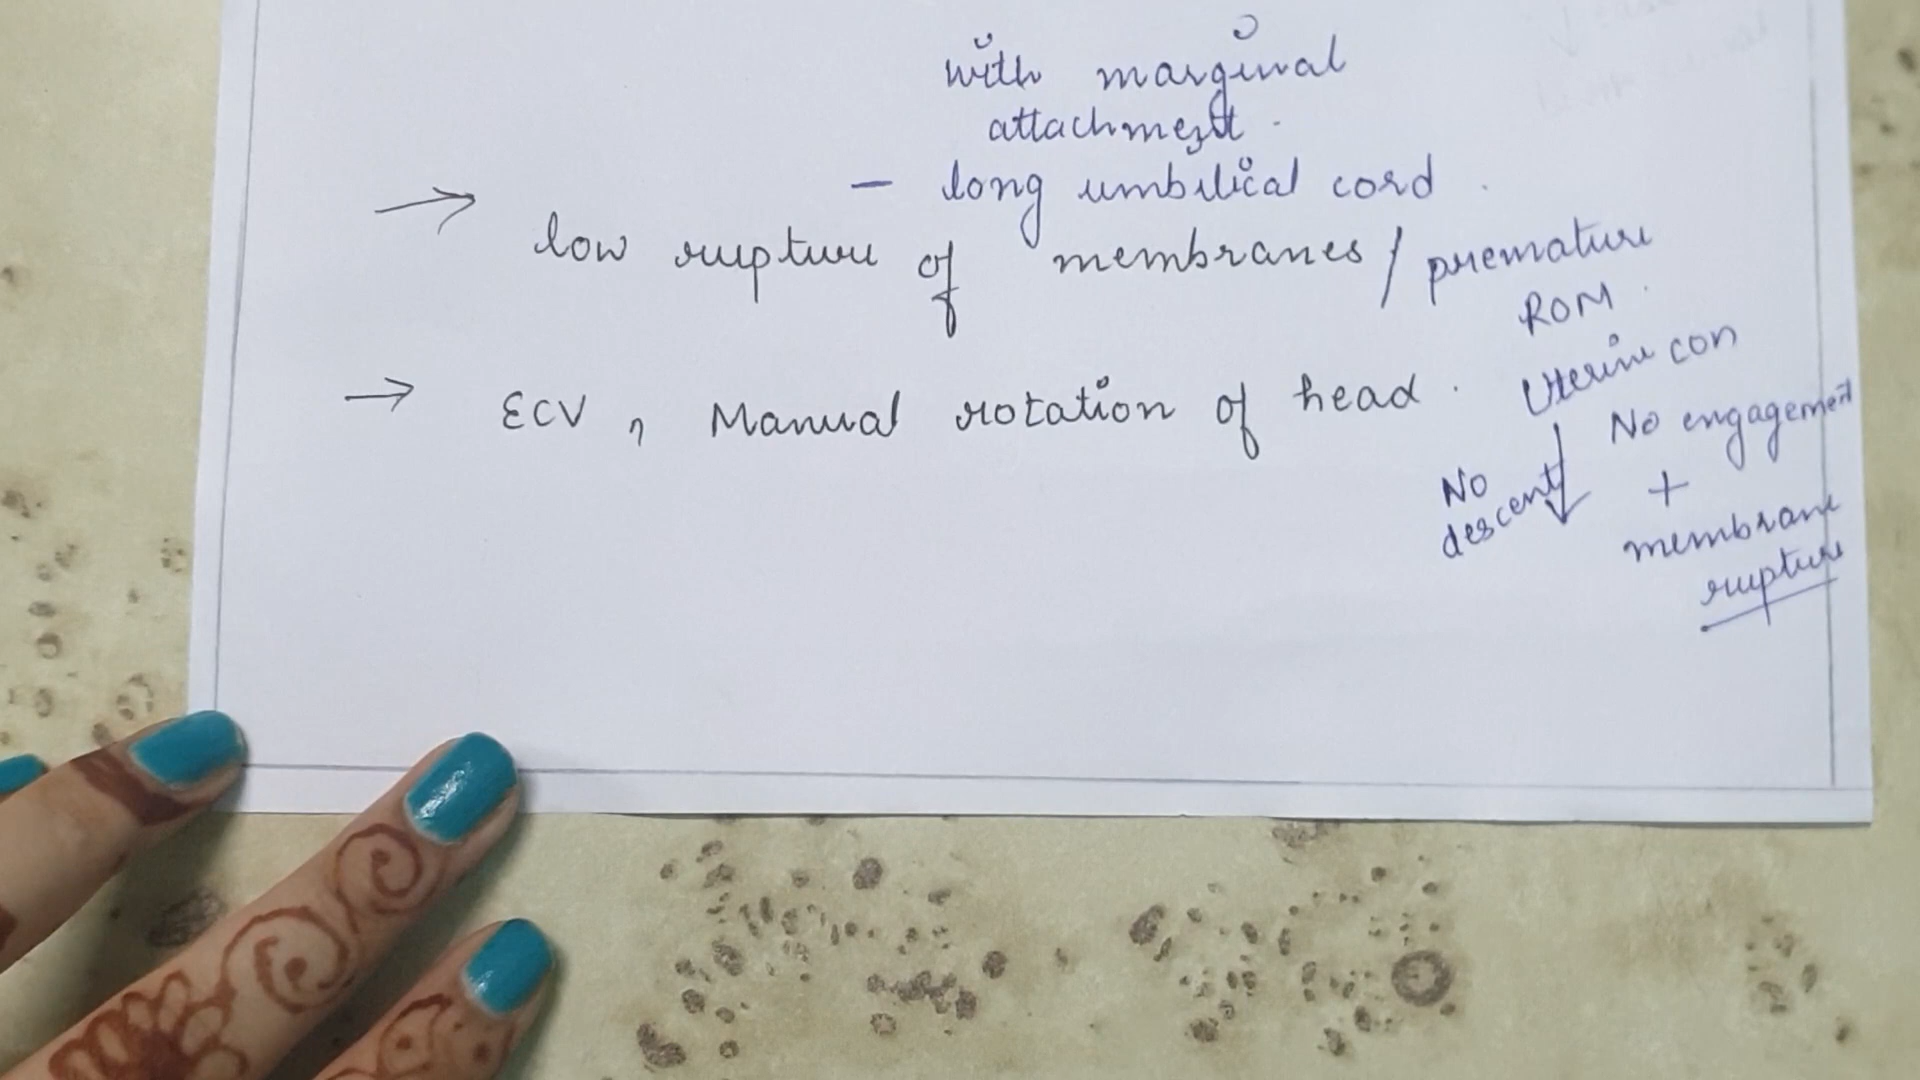 with marginal
attachment.
- long umbilical cord.
→ low rupture of membranes / premature
ROM.
→ ECV, Manual rotation of head.
Uterine con
No descent
No engagement
+
membrane
rupture